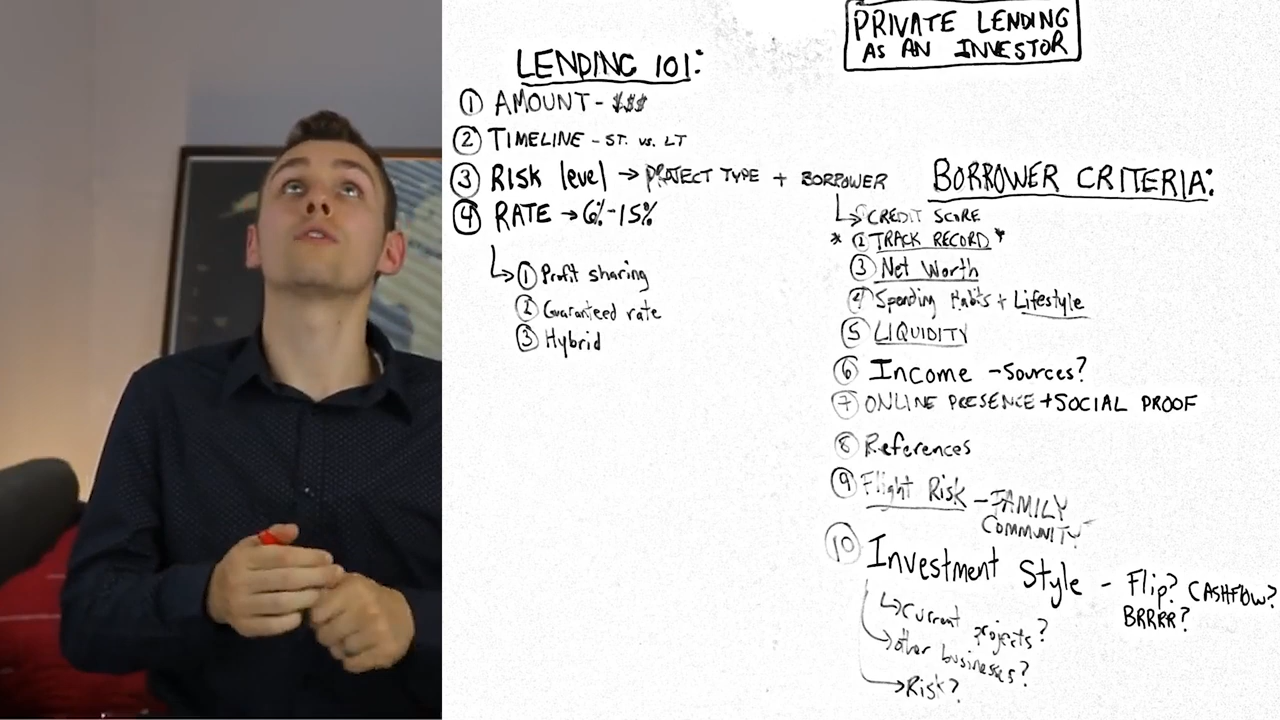 PRIVATE LENDING
AS AN INVESTOR
LENDING 101:
① AMOUNT - $$$
② TIMELINE - ST. vs. LT
③ RISK level → PROJECT TYPE + BORROWER
④ RATE → 6%-15%
↳ ① Profit sharing
② Guaranteed rate
③ Hybrid
BORROWER CRITERIA:
↳ CREDIT SCORE
* ② TRACK RECORD *
③ Net Worth
④ Spending Habits + Lifestyle
⑤ LIQUIDITY
⑥ Income - Sources?
⑦ ONLINE PRESENCE + SOCIAL PROOF
⑧ References
⑨ Flight Risk - FAMILY
COMMUNITY
⑩ Investment Style - Flip? CASHFLOW?
BRRRR?
↳ current projects?
↳ other businesses?
↳ Risk?